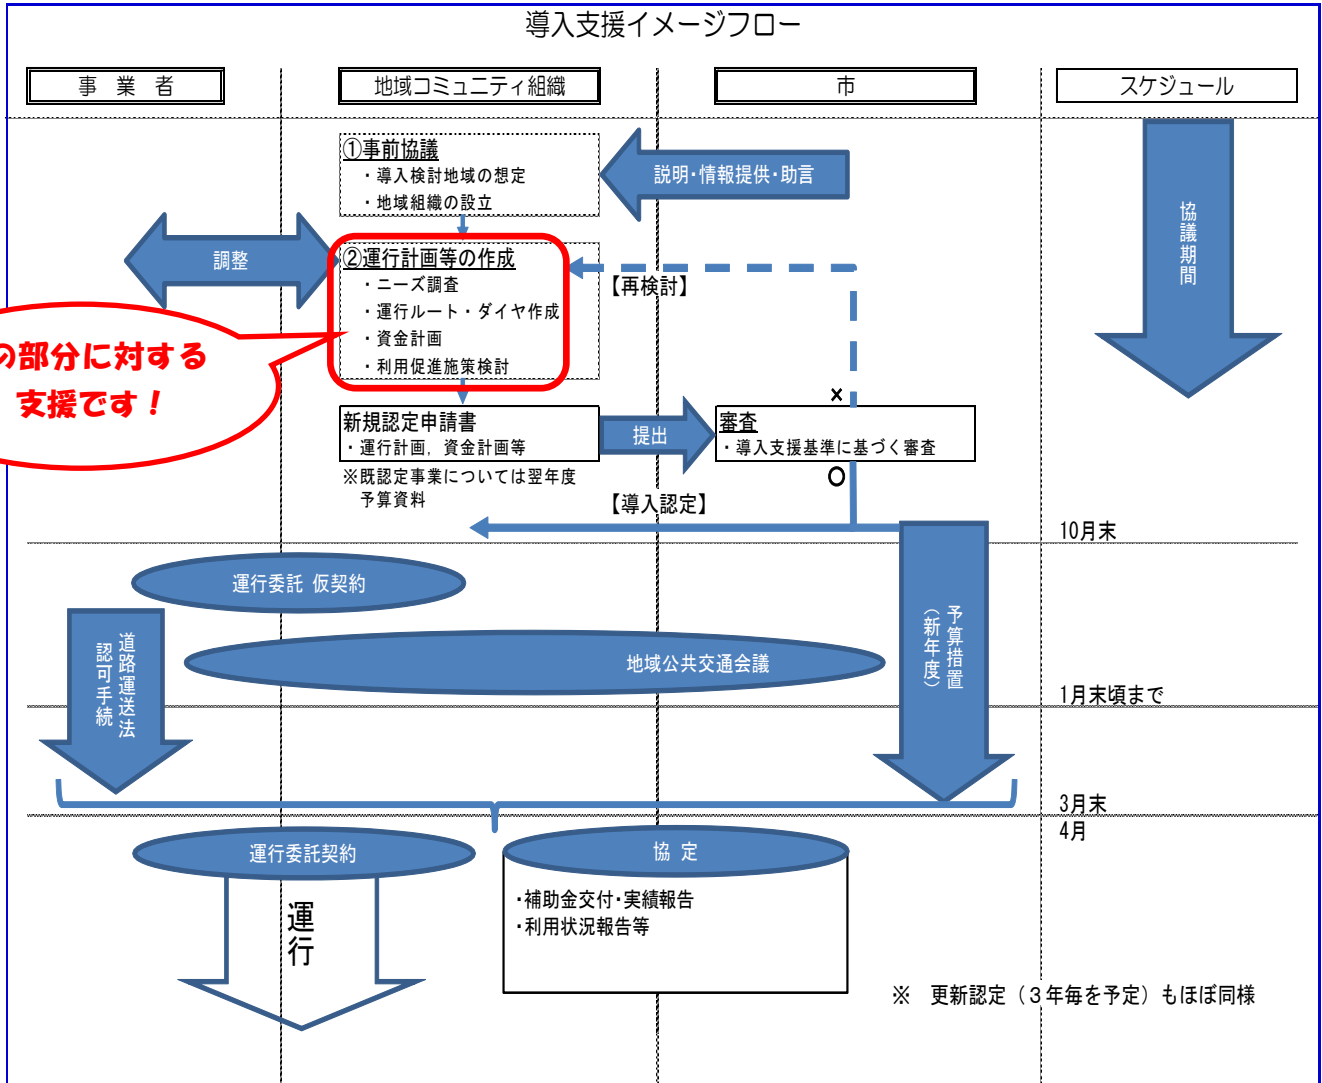 導入支援イメージフロー
事 業 者
地域コミュニティ組織
市
スケジュール
①事前協議
・導入検討地域の想定
・地域組織の設立
説明・情報提供・助言
協議期間
調整
②運行計画等の作成
・ニーズ調査
・運行ルート・ダイヤ作成
・資金計画
・利用促進施策検討
【再検討】
の部分に対する
支援です！
×
新規認定申請書
・運行計画，資金計画等
提出
審査
・導入支援基準に基づく審査
○
※既認定事業については翌年度
予算資料
【導入認定】
10月末
運行委託 仮契約
道路運送法
認可手続
地域公共交通会議
予算措置
（新年度）
1月末頃まで
3月末
4月
運行委託契約
協 定
・補助金交付・実績報告
・利用状況報告等
運行
※ 更新認定（３年毎を予定）もほぼ同様